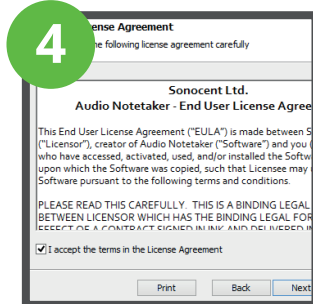 4
ense Agreement
e following license agreement carefully
Sonocent Ltd.
Audio Notetaker - End User License Agree
This End User License Agreement ("EULA") is made between S
("Licensor"), creator of Audio Notetaker ("Software") and you (
who have accessed, activated, used, and/or installed the Softwa
upon which the Software was copied, such that Licensee may
Software pursuant to the following terms and conditions.
PLEASE READ THIS CAREFULLY. THIS IS A BINDING LEGAL
BETWEEN LICENSOR WHICH HAS THE BINDING LEGAL FOR
EFFECT OF A CONTRACT SIGNED IN INK AND DELIVERED I
I accept the terms in the License Agreement
Print Back Next